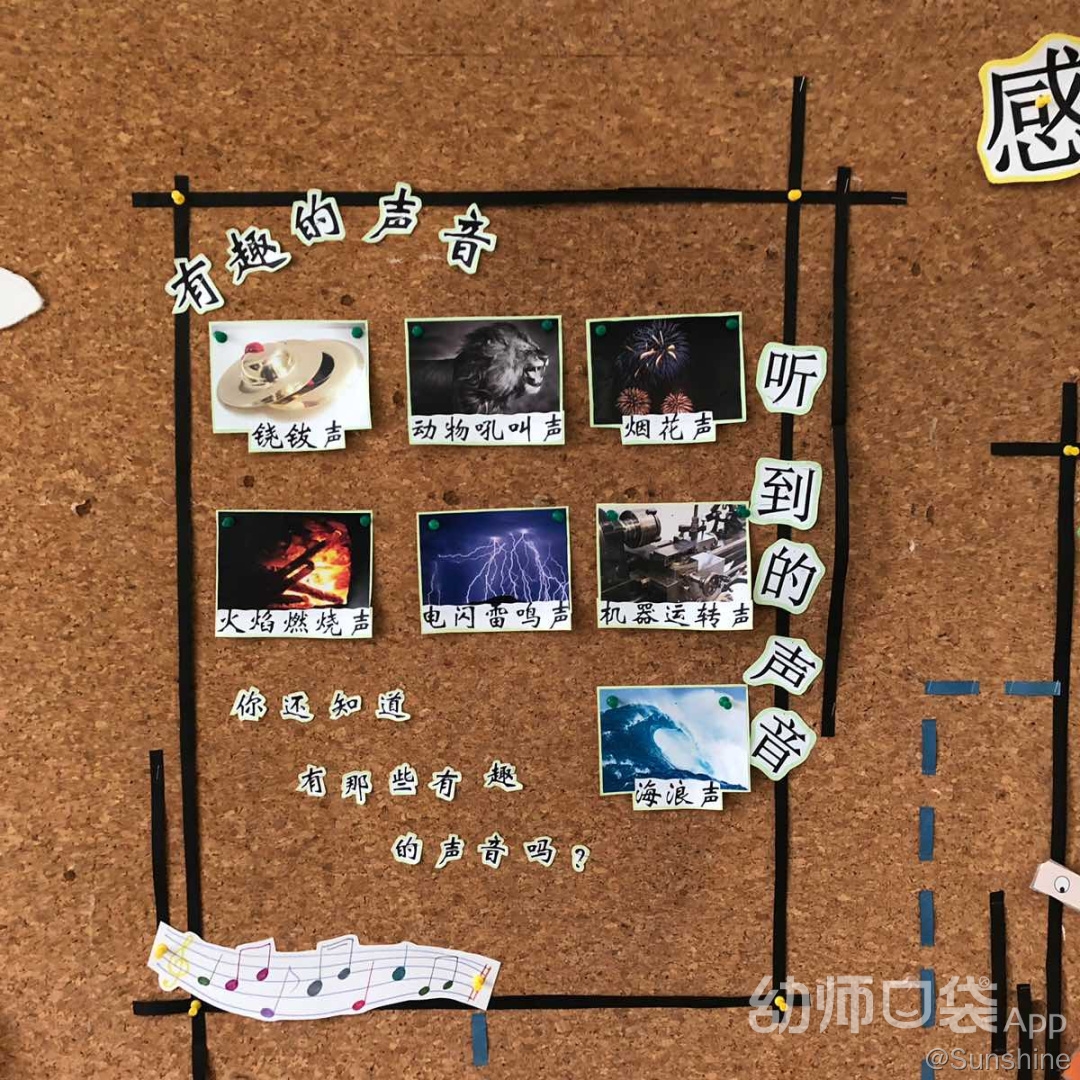 感
有趣的声音
铙钹声
动物吼叫声
烟花声
听到的声音
火焰燃烧声
电闪雷鸣声
机器运转声
海浪声
你还知道
有那些有趣
的声音吗?
幼师口袋App
@Sunshine